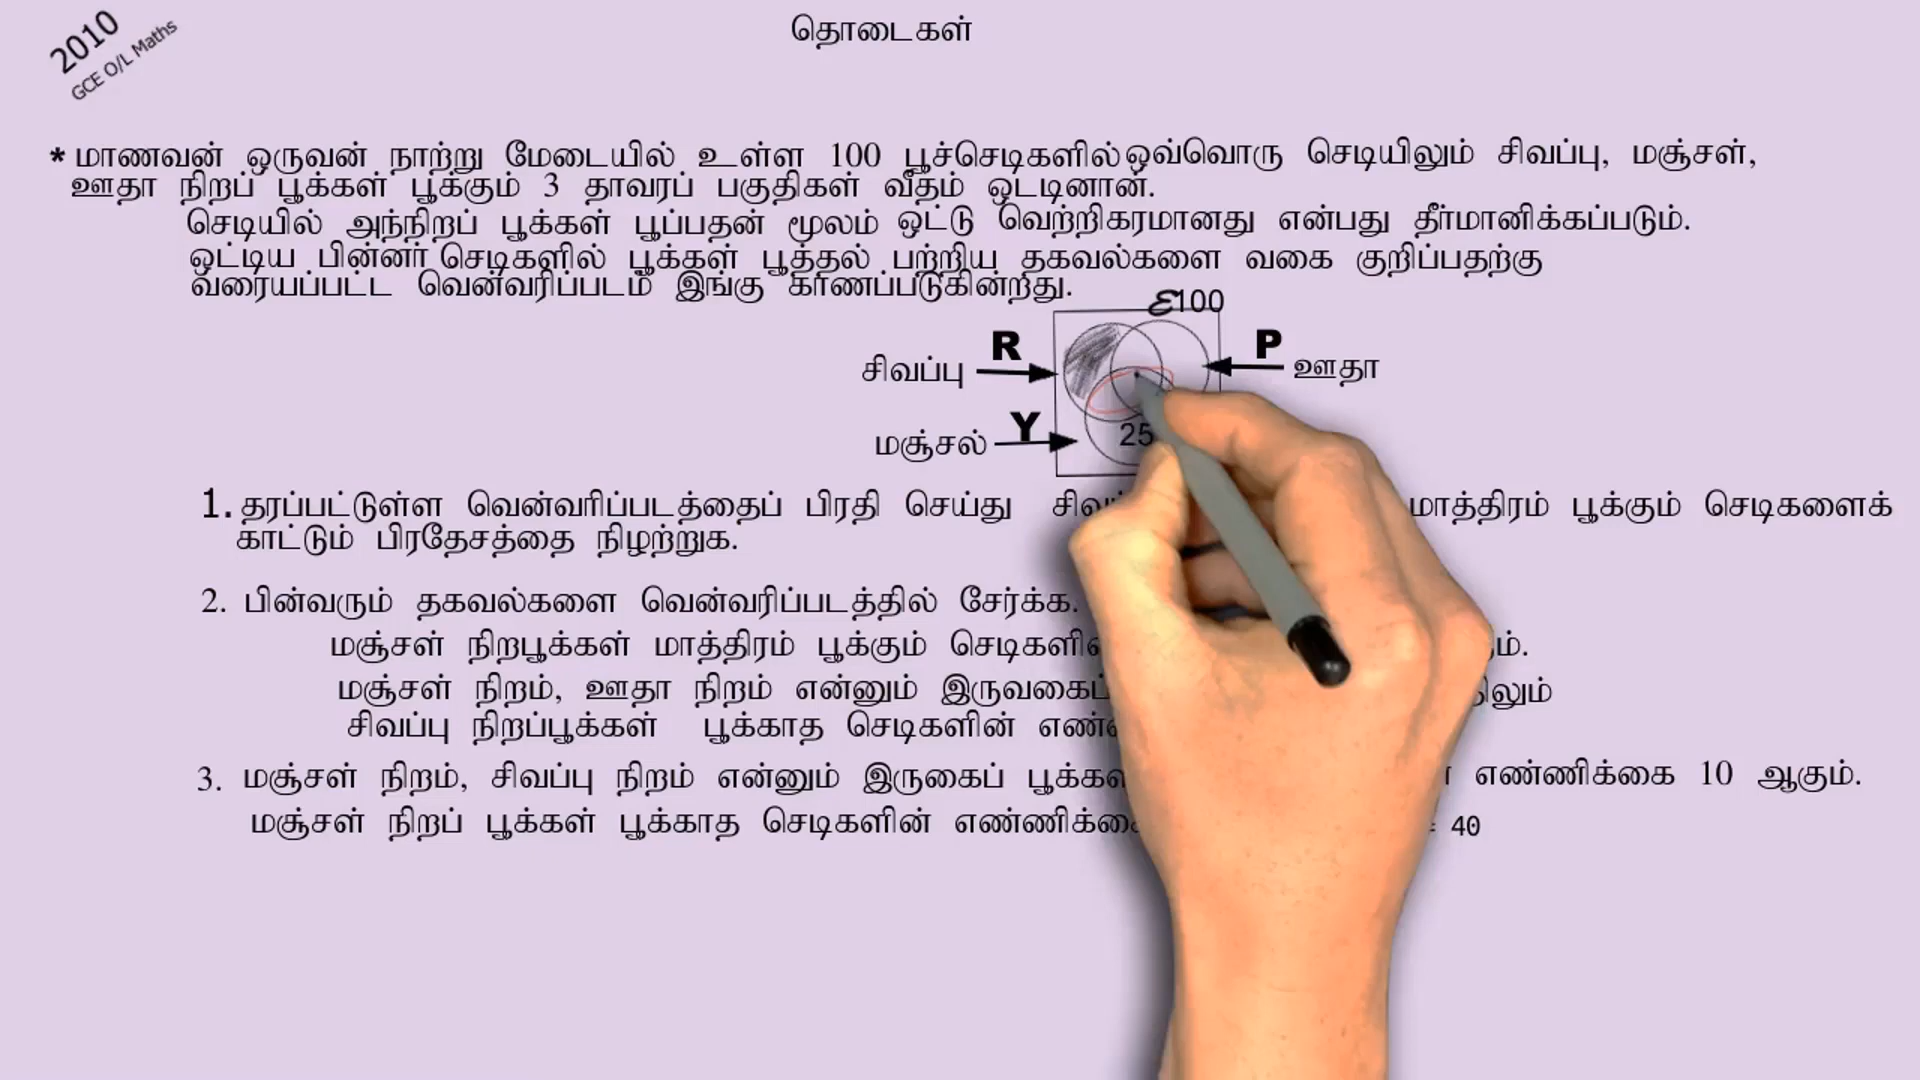 2010
GCE O/L Maths
தொடைகள்
* மாணவன் ஒருவன் நாற்று மேடையில் உள்ள 100 பூச்செடிகளில் ஒவ்வொரு செடியிலும் சிவப்பு, மஞ்சள்,
ஊதா நிறப் பூக்கள் பூக்கும் 3 தாவரப் பகுதிகள் வீதம் ஒட்டினான்.
செடியில் அந்நிறப் பூக்கள் பூப்பதன் மூலம் ஒட்டு வெற்றிகரமானது என்பது தீர்மானிக்கப்படும்.
ஒட்டிய பின்னர் செடிகளில் பூக்கள் பூத்தல் பற்றிய தகவல்களை வகை குறிப்பதற்கு
வரையப்பட்ட வென்வரிப்படம் இங்கு காணப்படுகின்றது.
ℰ 100
R
P
சிவப்பு
ஊதா
Y
மஞ்சல்
25
1. தரப்பட்டுள்ள வென்வரிப்படத்தைப் பிரதி செய்து மாத்திரம் பூக்கும் செடிகளைக்
காட்டும் பிரதேசத்தை நிழற்றுக.
2. பின்வரும் தகவல்களை வென்வரிப்படத்தில் சேர்க்க.
மஞ்சள் நிறபூக்கள் மாத்திரம் பூக்கும்
மஞ்சள் நிறம், ஊதா நிறம் என்னும்
சிவப்பு நிறப்பூக்கள் பூக்காத செடிகளின்
3. மஞ்சள் நிறம், சிவப்பு நிறம் என்னும் இருகைப் எண்ணிக்கை 10 ஆகும்.
மஞ்சள் நிறப் பூக்கள் பூக்காத செடிகளின் = 40